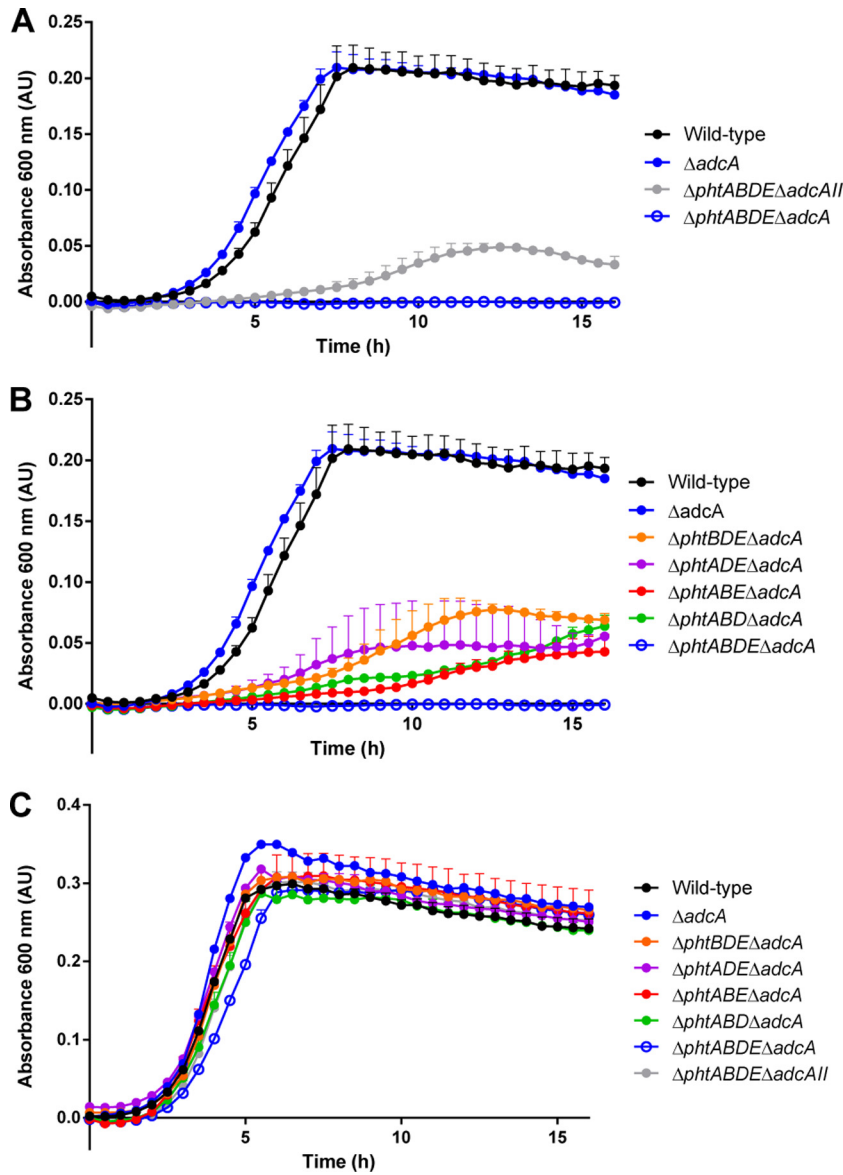 A
Absorbance 600 nm (AU)
0.25
0.20
0.15
0.10
0.05
0.00
5
10
15
Time (h)
Wild-type
ΔadcA
ΔphtABDEΔadcAII
ΔphtABDEΔadcA
B
Absorbance 600 nm (AU)
0.25
0.20
0.15
0.10
0.05
0.00
5
10
15
Time (h)
Wild-type
ΔadcA
ΔphtBDEΔadcA
ΔphtADEΔadcA
ΔphtABEΔadcA
ΔphtABDΔadcA
ΔphtABDEΔadcA
C
Absorbance 600 nm (AU)
0.4
0.3
0.2
0.1
0.0
5
10
15
Time (h)
Wild-type
ΔadcA
ΔphtBDEΔadcA
ΔphtADEΔadcA
ΔphtABEΔadcA
ΔphtABDΔadcA
ΔphtABDEΔadcA
ΔphtABDEΔadcAII